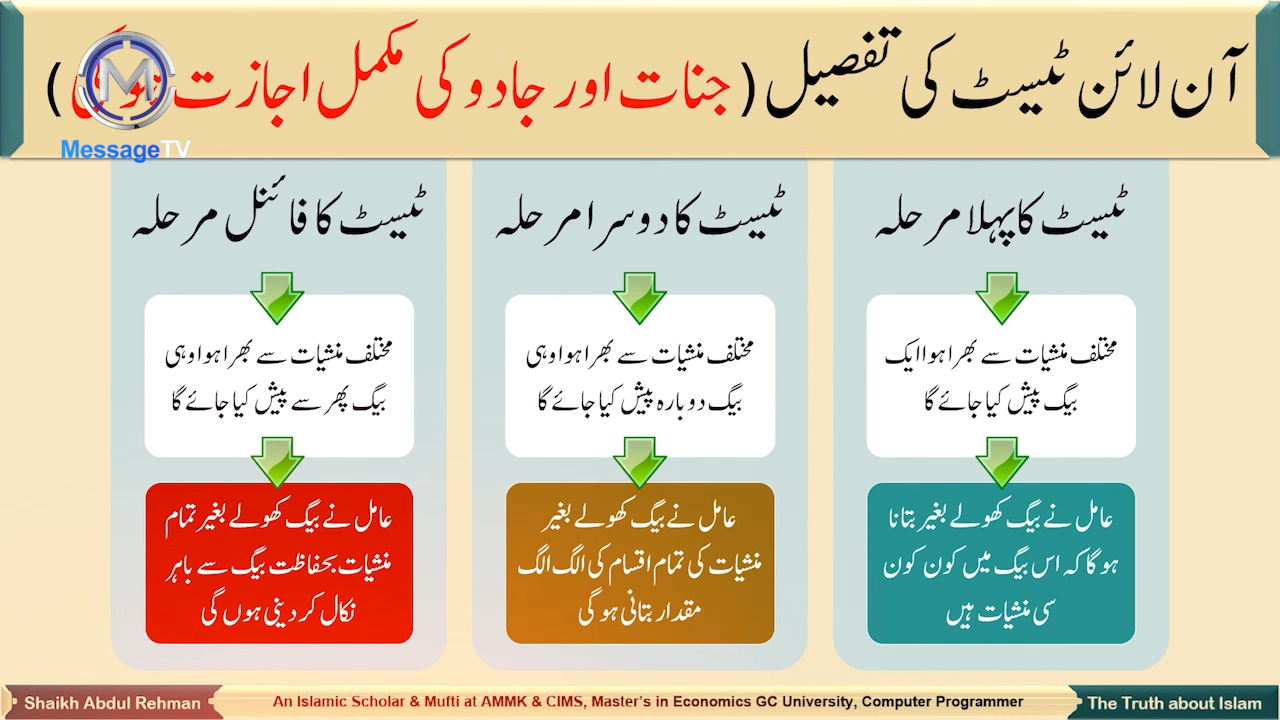 آن لائن ٹیسٹ کی تفصیل (جنات اور جادو کی مکمل اجازت ہو گی)
MessageTV
ٹیسٹ کا پہلا مرحلہ
مختلف منشیات سے بھرا ہوا ایک
بیگ پیش کیا جائے گا
عامل نے بیگ کھولے بغیر بتانا
ہو گا کہ اس بیگ میں کون کون
سی منشیات ہیں
ٹیسٹ کا دوسرا مرحلہ
مختلف منشیات سے بھرا ہوا وہی
بیگ دوبارہ پیش کیا جائے گا
عامل نے بیگ کھولے بغیر
منشیات کی تمام اقسام کی الگ الگ
مقدار بتانی ہو گی
ٹیسٹ کا فائنل مرحلہ
مختلف منشیات سے بھرا ہوا وہی
بیگ پھر سے پیش کیا جائے گا
عامل نے بیگ کھولے بغیر تمام
منشیات بحفاظت بیگ سے باہر
نکال کر دینی ہوں گی
Shaikh Abdul Rehman
An Islamic Scholar & Mufti at AMMK & CIMS, Master's in Economics GC University, Computer Programmer
The Truth about Islam